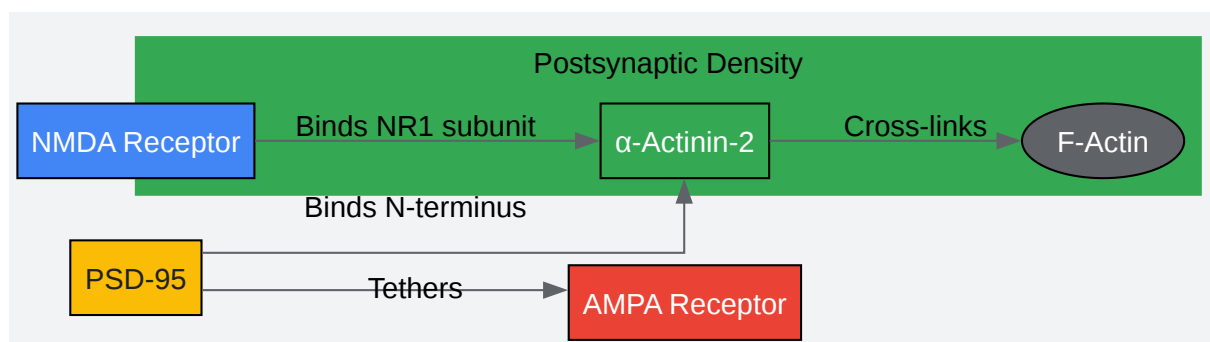 Postsynaptic Density
NMDA Receptor
Binds NR1 subunit
α-Actinin-2
Cross-links
F-Actin
Binds N-terminus
PSD-95
Tethers
AMPA Receptor